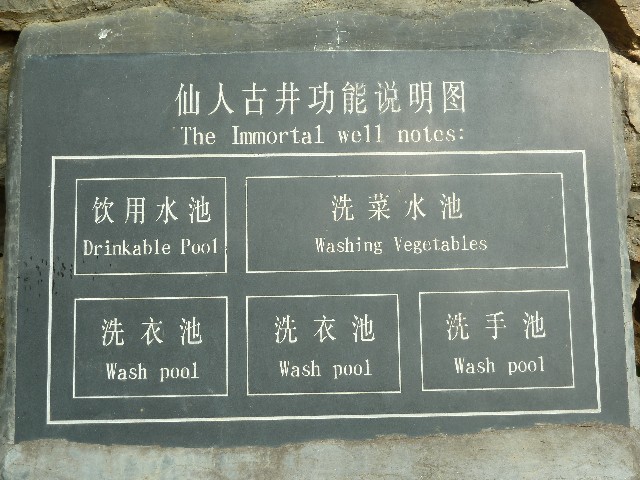 仙人古井功能说明图
The Immortal well notes:
饮用水池
Drinkable Pool
洗菜水池
Washing Vegetables
洗衣池
Wash pool
洗衣池
Wash pool
洗手池
Wash pool